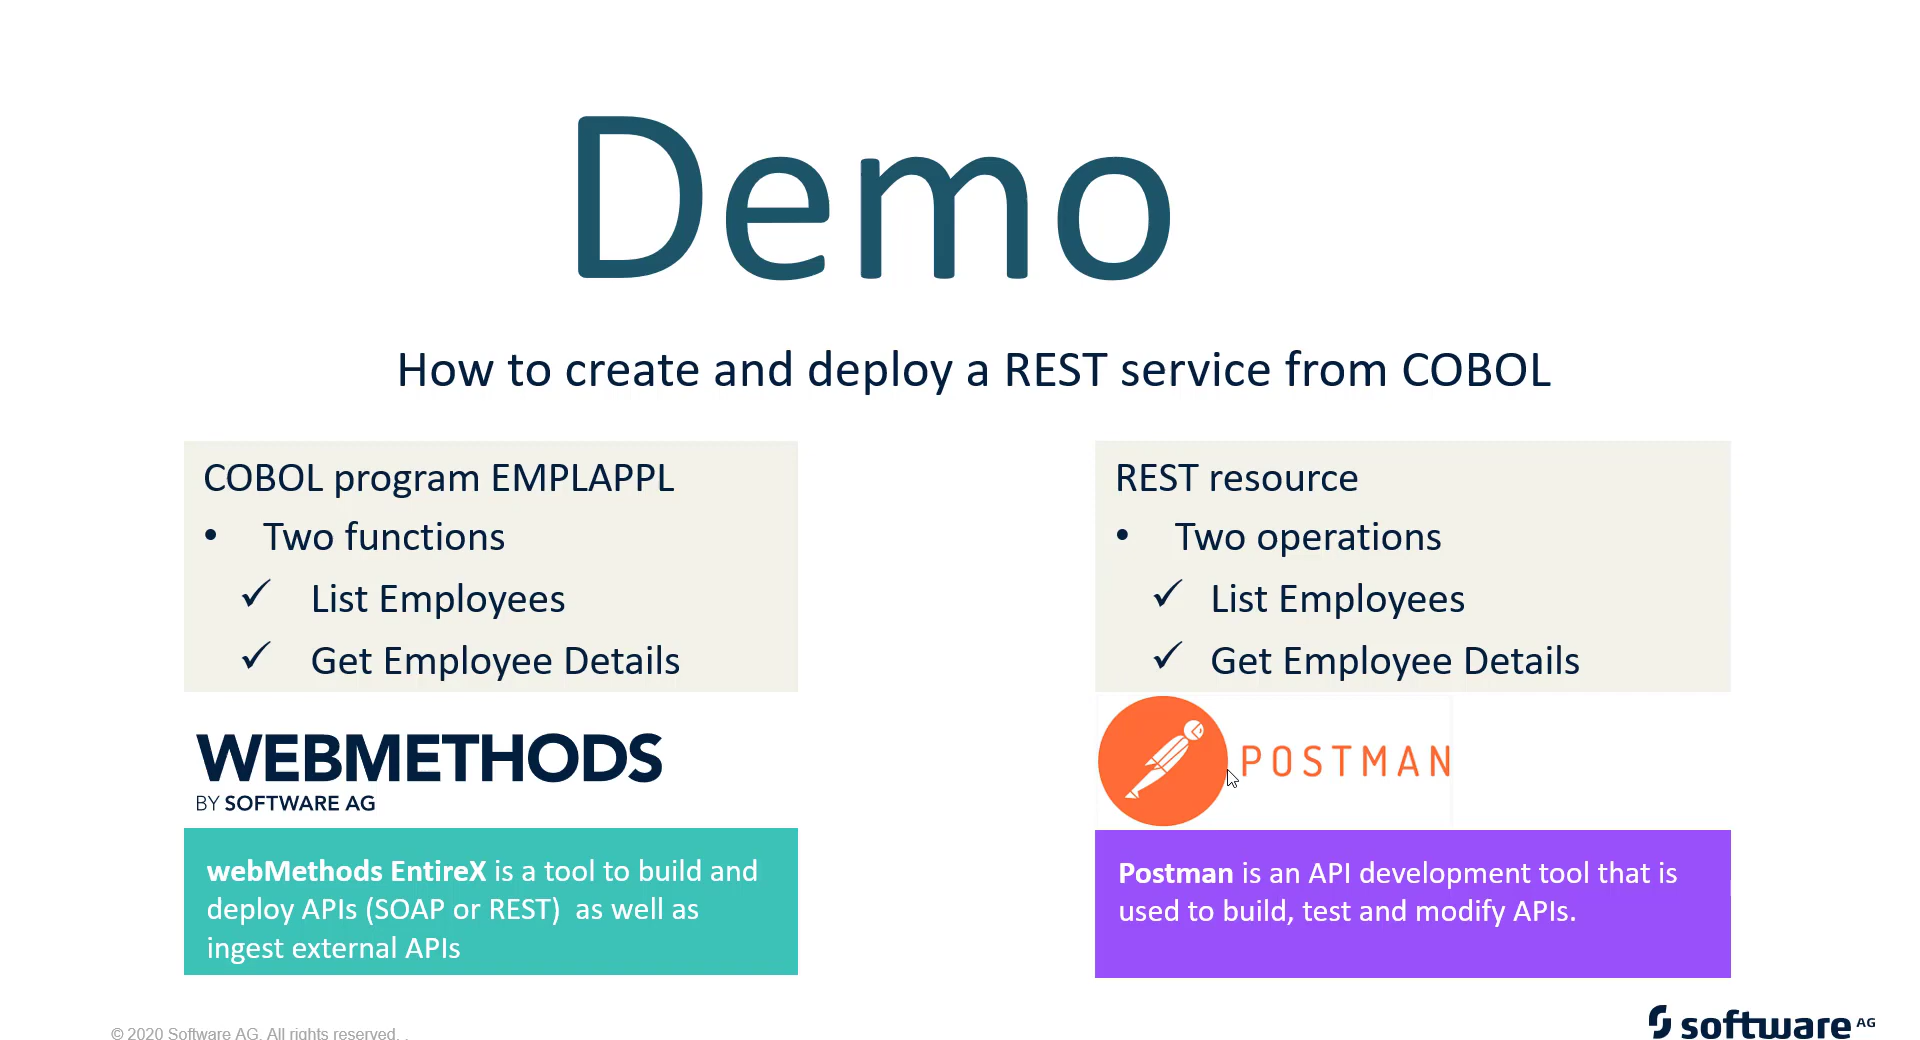 Demo
How to create and deploy a REST service from COBOL
COBOL program EMPLAPPL
• Two functions
✓ List Employees
✓ Get Employee Details
WEBMETHODS
BY SOFTWARE AG
webMethods EntireX is a tool to build and
deploy APIs (SOAP or REST)  as well as
ingest external APIs
REST resource
• Two operations
✓ List Employees
✓ Get Employee Details
POSTMAN
Postman is an API development tool that is
used to build, test and modify APIs.
© 2020 Software AG. All rights reserved. .
software AG